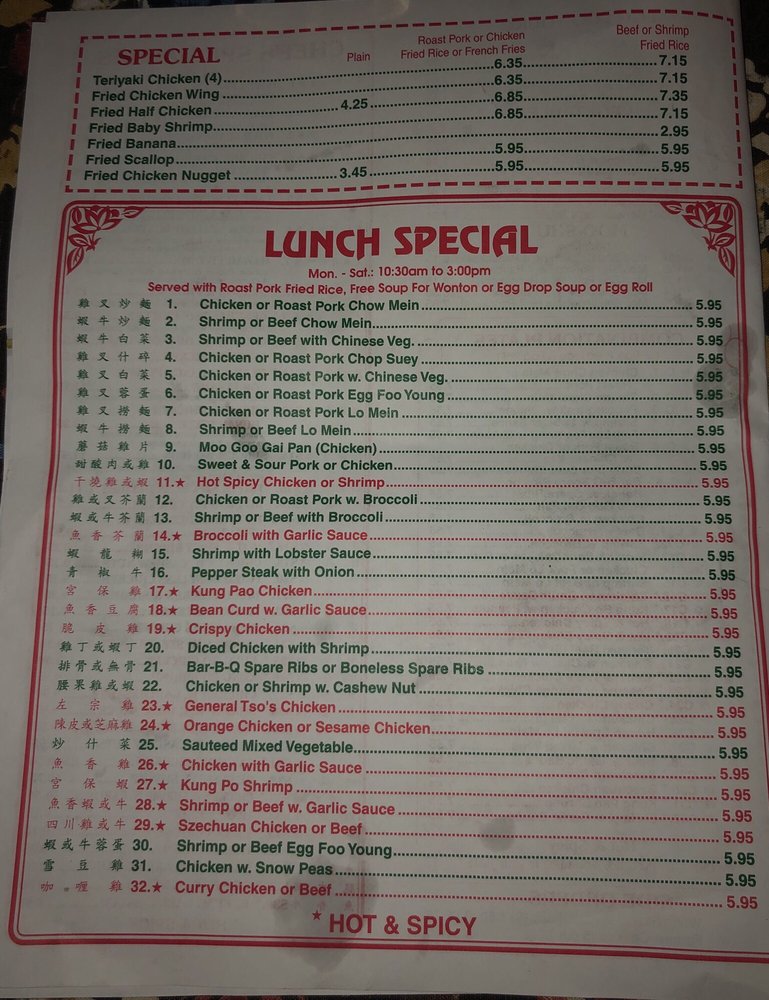 SPECIAL
Plain
Roast Pork or Chicken
Fried Rice or French Fries
Beef or Shrimp
Fried Rice
Teriyaki Chicken (4) 6.35 7.15
Fried Chicken Wing 6.35 7.15
Fried Half Chicken 4.25 6.85 7.35
Fried Baby Shrimp 6.85 7.15
Fried Banana 2.95
Fried Scallop 5.95 5.95
Fried Chicken Nugget 3.45 5.95 5.95
LUNCH SPECIAL
Mon. - Sat.: 10:30am to 3:00pm
Served with Roast Pork Fried Rice, Free Soup For Wonton or Egg Drop Soup or Egg Roll
雞叉炒麵 1. Chicken or Roast Pork Chow Mein 5.95
蝦牛炒麵 2. Shrimp or Beef Chow Mein 5.95
蝦牛白菜 3. Shrimp or Beef with Chinese Veg. 5.95
雞叉什碎 4. Chicken or Roast Pork Chop Suey 5.95
雞叉白菜 5. Chicken or Roast Pork w. Chinese Veg. 5.95
雞叉蓉蛋 6. Chicken or Roast Pork Egg Foo Young 5.95
雞叉撈麵 7. Chicken or Roast Pork Lo Mein 5.95
蝦牛撈麵 8. Shrimp or Beef Lo Mein 5.95
蘑菇雞片 9. Moo Goo Gai Pan (Chicken) 5.95
甜酸肉或雞 10. Sweet & Sour Pork or Chicken 5.95
干燒雞或蝦 11.★ Hot Spicy Chicken or Shrimp 5.95
雞或叉芥蘭 12. Chicken or Roast Pork w. Broccoli 5.95
蝦或牛芥蘭 13. Shrimp or Beef with Broccoli 5.95
魚香芥蘭 14.★ Broccoli with Garlic Sauce 5.95
蝦龍糊 15. Shrimp with Lobster Sauce 5.95
青椒牛 16. Pepper Steak with Onion 5.95
宮保雞 17.★ Kung Pao Chicken 5.95
魚香豆腐 18.★ Bean Curd w. Garlic Sauce 5.95
脆皮雞 19.★ Crispy Chicken 5.95
雞丁或蝦丁 20. Diced Chicken with Shrimp 5.95
排骨或無骨 21. Bar-B-Q Spare Ribs or Boneless Spare Ribs 5.95
腰果雞或蝦 22. Chicken or Shrimp w. Cashew Nut 5.95
左宗雞 23.★ General Tso's Chicken 5.95
陳皮或芝麻雞 24.★ Orange Chicken or Sesame Chicken 5.95
炒什菜 25. Sauteed Mixed Vegetable 5.95
魚香雞 26.★ Chicken with Garlic Sauce 5.95
宮保蝦 27.★ Kung Po Shrimp 5.95
魚香蝦或牛 28.★ Shrimp or Beef w. Garlic Sauce 5.95
四川雞或牛 29.★ Szechuan Chicken or Beef 5.95
蝦或牛蓉蛋 30. Shrimp or Beef Egg Foo Young 5.95
雪豆雞 31. Chicken w. Snow Peas 5.95
咖喱雞 32.★ Curry Chicken or Beef 5.95
★ HOT & SPICY